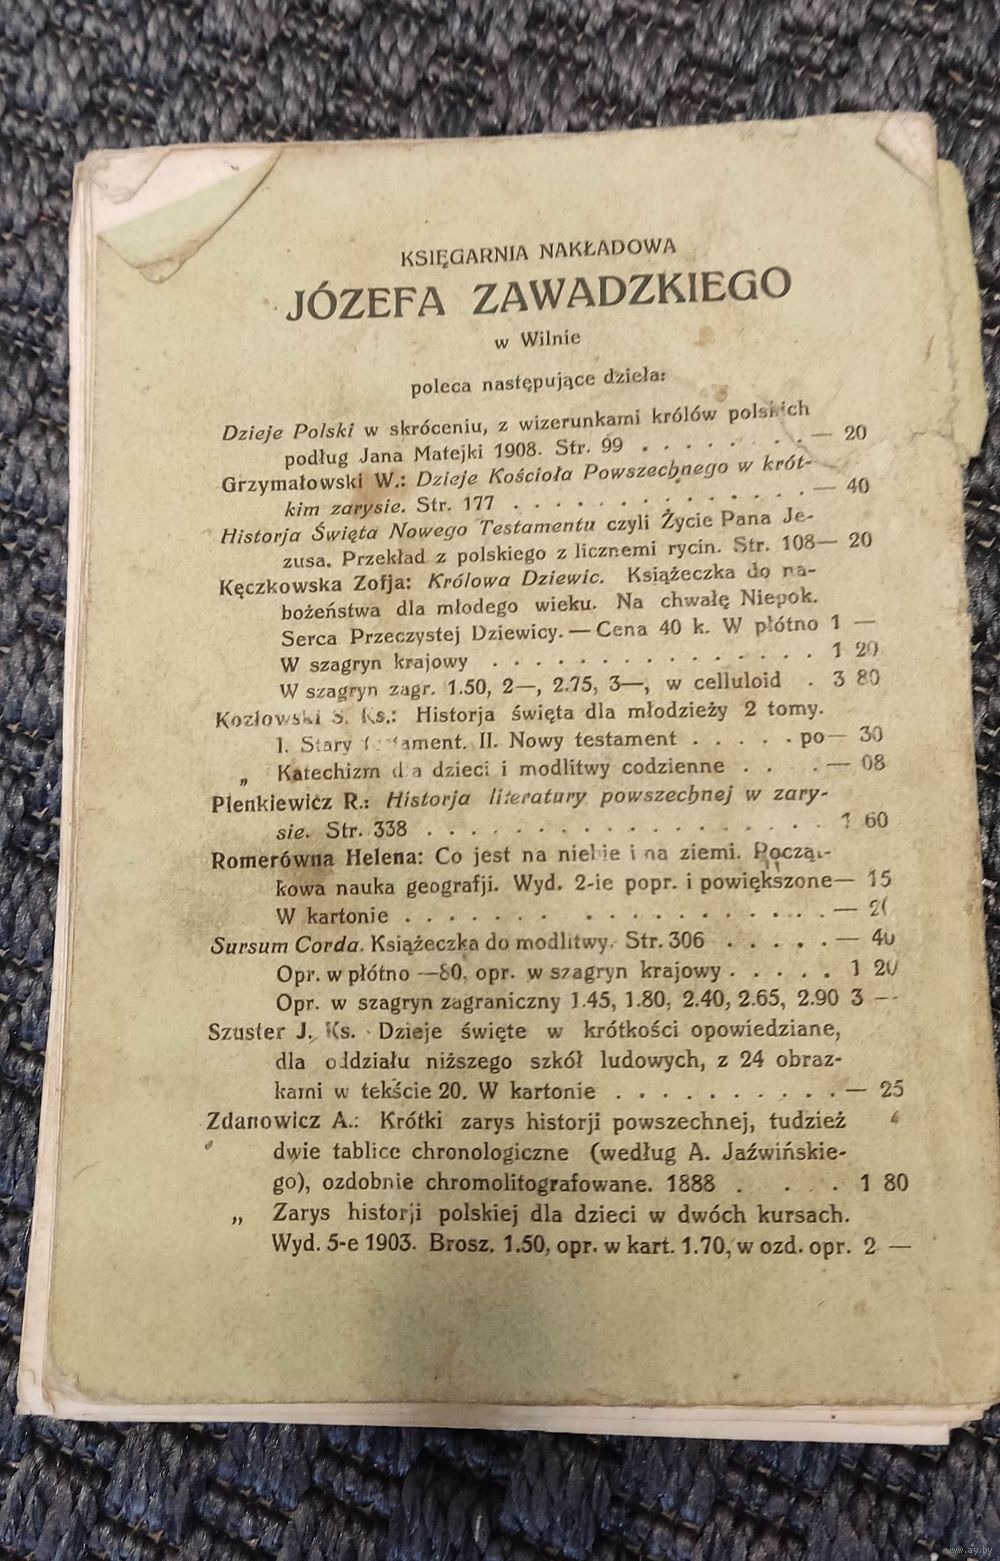 KSIĘGARNIA NAKŁADOWA
JÓZEFA ZAWADZKIEGO
w Wilnie
poleca następujące dzieła:
Dzieje Polski w skróceniu, z wizerunkami królów polskich
podług Jana Matejki 1908. Str. 99 . . . . . . . — 20
Grzymałowski W.: Dzieje Kościoła Powszechnego w krót-
kim zarysie. Str. 177 . . . . . . . . . . . . . — 40
Historja Święta Nowego Testamentu czyli Życie Pana Je-
zusa. Przekład z polskiego z licznemi rycin. Str. 108— 20
Kęczkowska Zofja: Królowa Dziewic. Książeczka do na-
bożeństwa dla młodego wieku. Na chwałę Niepok.
Serca Przeczystej Dziewicy. — Cena 40 k. W płótno 1 —
W szagryn krajowy . . . . . . . . . . . . . . . 1 20
W szagryn zagr. 1.50, 2—, 2.75, 3—, w celluloid . 3 80
Kozłowski S. Ks.: Historja święta dla młodzieży 2 tomy.
I. Stary testament. II. Nowy testament . . . . . po— 30
„ Katechizm dla dzieci i modlitwy codzienne . . . . — 08
Plenkiewicz R.: Historja literatury powszechnej w zary-
sie. Str. 338 . . . . . . . . . . . . . . . . . . 1 60
Romerówna Helena: Co jest na niebie i na ziemi. Począt-
kowa nauka geografji. Wyd. 2-ie popr. i powiększone— 15
W kartonie . . . . . . . . . . . . . . . . . . — 20
Sursum Corda. Książeczka do modlitwy. Str. 306 . . . . . — 40
Opr. w płótno —80, opr. w szagryn krajowy . . . . . 1 20
Opr. w szagryn zagraniczny 1.45, 1.80, 2.40, 2.65, 2.90 3 —
Szuster J. Ks. Dzieje święte w krótkości opowiedziane,
dla oddziału niższego szkół ludowych, z 24 obraz-
kami w tekście 20. W kartonie . . . . . . . . . . — 25
Zdanowicz A.: Krótki zarys historji powszechnej, tudzież
dwie tablice chronologiczne (według A. Jaźwińskie-
go), ozdobnie chromolitografowane. 1888 . . . . 1 80
„ Zarys historji polskiej dla dzieci w dwóch kursach.
Wyd. 5-e 1903. Brosz. 1.50, opr. w kart. 1.70, w ozd. opr. 2 —
www.ay.by